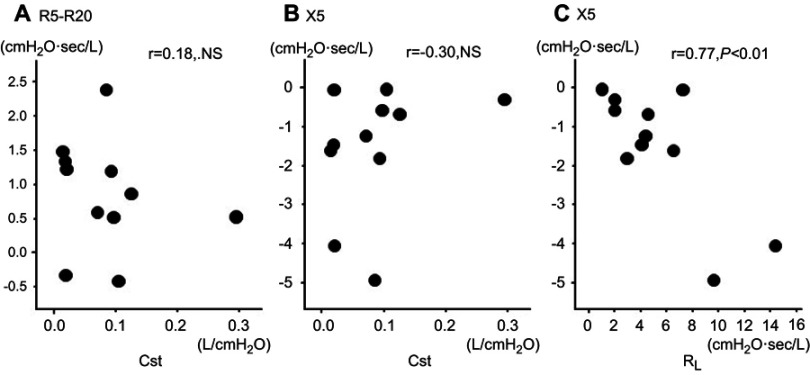 A R5-R20
(cmH2O·sec/L)
r=0.18,.NS
2.5
2.0
1.5
1.0
0.5
0.0
-0.5
0.0 0.1 0.2 0.3
(L/cmH2O)
Cst
B X5
(cmH2O·sec/L)
r=-0.30,NS
0
-1
-2
-3
-4
-5
0.0 0.1 0.2 0.3
(L/cmH2O)
Cst
C X5
(cmH2O·sec/L)
r=0.77,P<0.01
0
-1
-2
-3
-4
-5
0 2 4 6 8 10 12 14 16
(cmH2O·sec/L)
RL